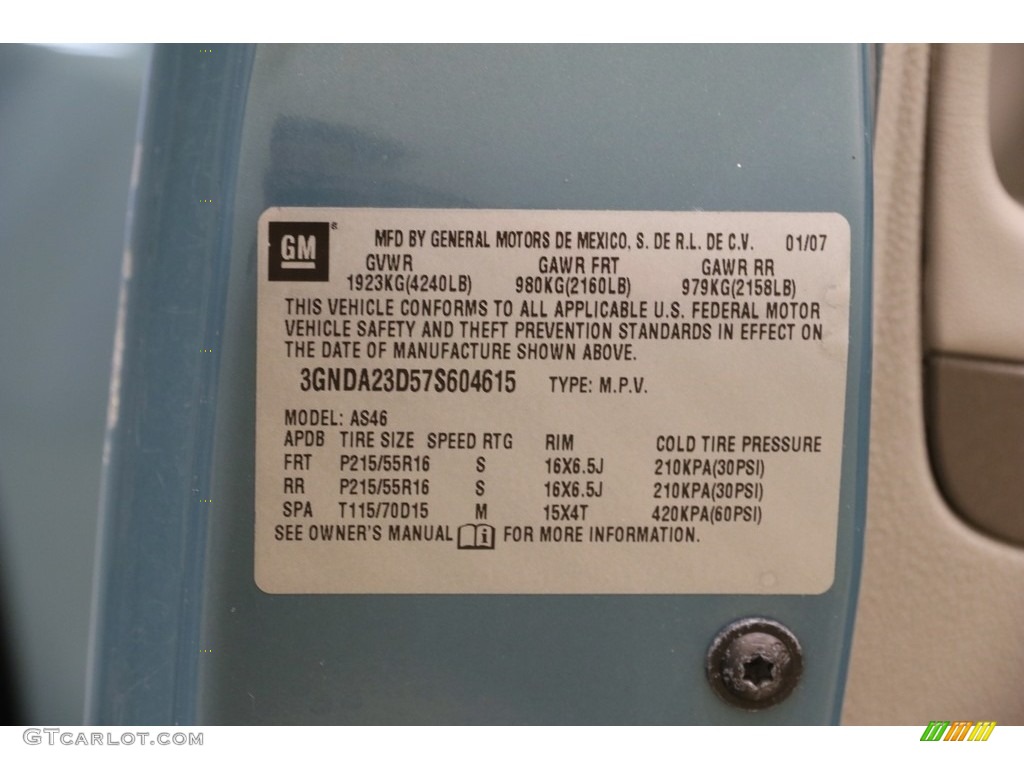 GM ® MFD BY GENERAL MOTORS DE MEXICO, S. DE R.L. DE C.V. 01/07
GVWR GAWR FRT GAWR RR
1923KG(4240LB) 980KG(2160LB) 979KG(2158LB)
THIS VEHICLE CONFORMS TO ALL APPLICABLE U.S. FEDERAL MOTOR
VEHICLE SAFETY AND THEFT PREVENTION STANDARDS IN EFFECT ON
THE DATE OF MANUFACTURE SHOWN ABOVE.
3GNDA23D57S604615 TYPE: M.P.V.
MODEL: AS46
APDB TIRE SIZE SPEED RTG RIM COLD TIRE PRESSURE
FRT P215/55R16 S 16X6.5J 210KPA(30PSI)
RR P215/55R16 S 16X6.5J 210KPA(30PSI)
SPA T115/70D15 M 15X4T 420KPA(60PSI)
SEE OWNER'S MANUAL i FOR MORE INFORMATION.
GTCarlot.com